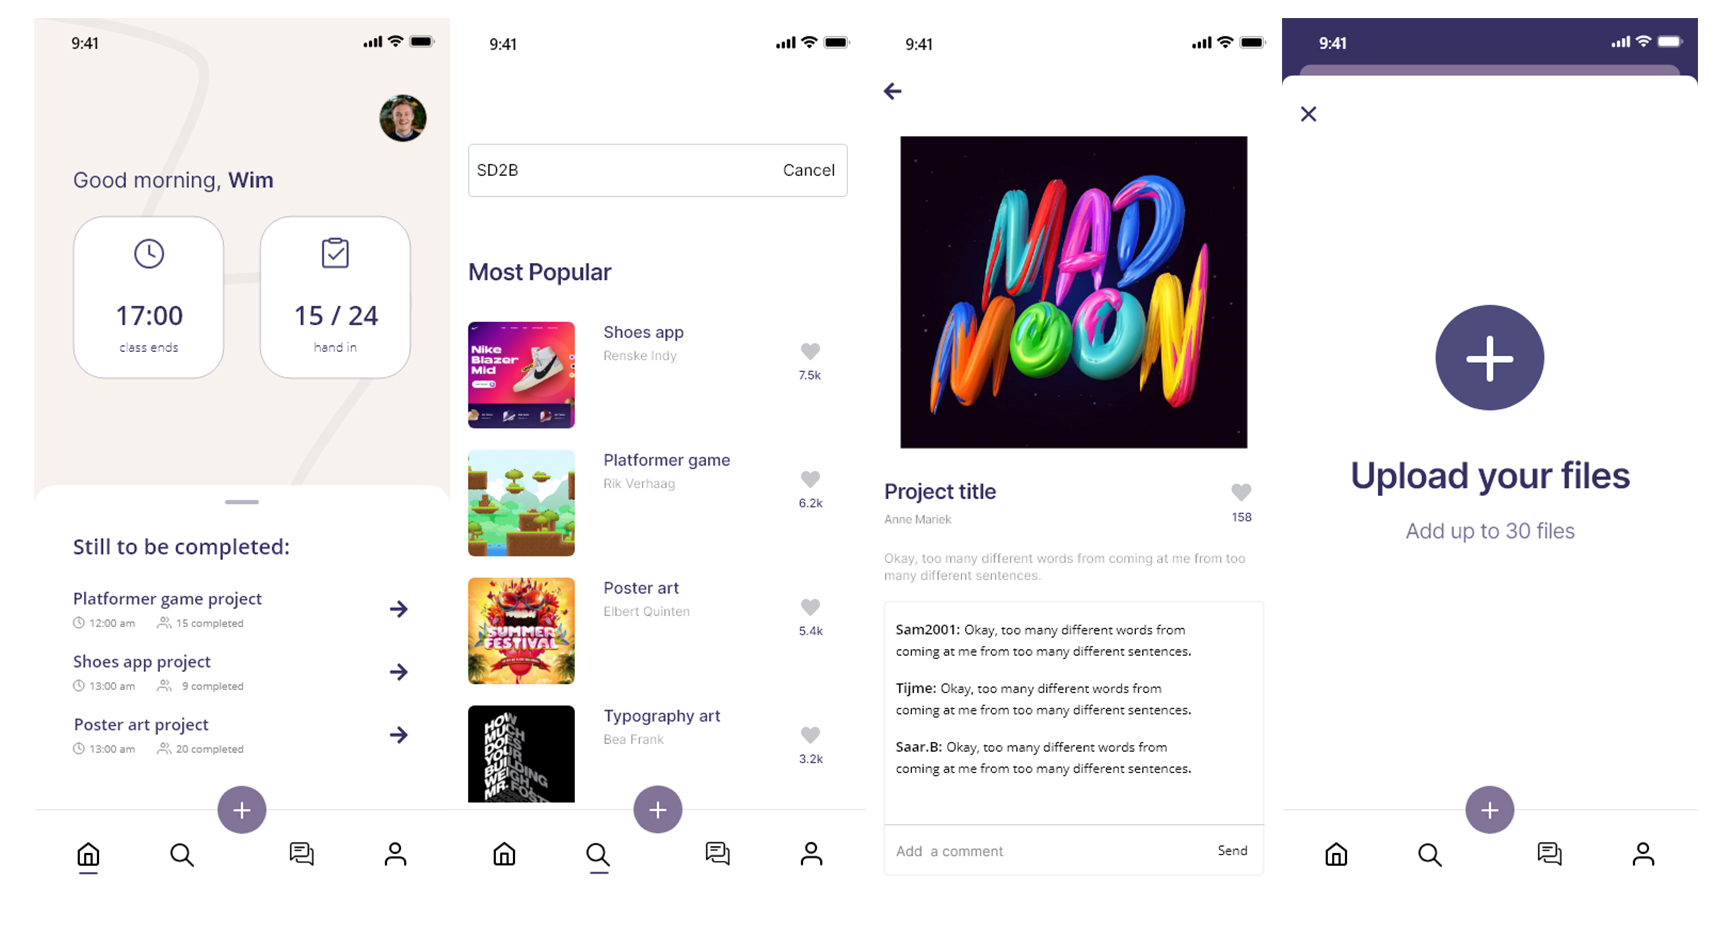 9:41
Good morning, Wim
17:00
class ends
15 / 24
hand in
Still to be completed:
Platformer game project
12:00 am 15 completed
Shoes app project
13:00 am 9 completed
Poster art project
13:00 am 20 completed
9:41
SD2B Cancel
Most Popular
Nike
Blazer
Mid
Shoes app
Renske Indy
7.5k
Platformer game
Rik Verhaag
6.2k
SUMMER
FESTIVAL
Poster art
Elbert Quinten
5.4k
HOW
MUCH
DOES
YOUR
BUILDING
WEIGH,
MR. FOST
Typography art
Bea Frank
3.2k
9:41
MAD
MOON
Project title
Anne Mariek
158
Okay, too many different words from coming at me from too
many different sentences.
Sam2001: Okay, too many different words from
coming at me from too many different sentences.
Tijme: Okay, too many different words from
coming at me from too many different sentences.
Saar.B: Okay, too many different words from
coming at me from too many different sentences.
Add a comment Send
9:41
Upload your files
Add up to 30 files